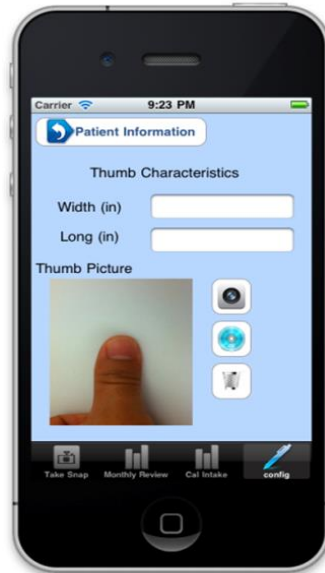 Carrier 9:23 PM
Patient Information
Thumb Characteristics
Width (in)
Long (in)
Thumb Picture
Take Snap Monthly Review Cal Intake config